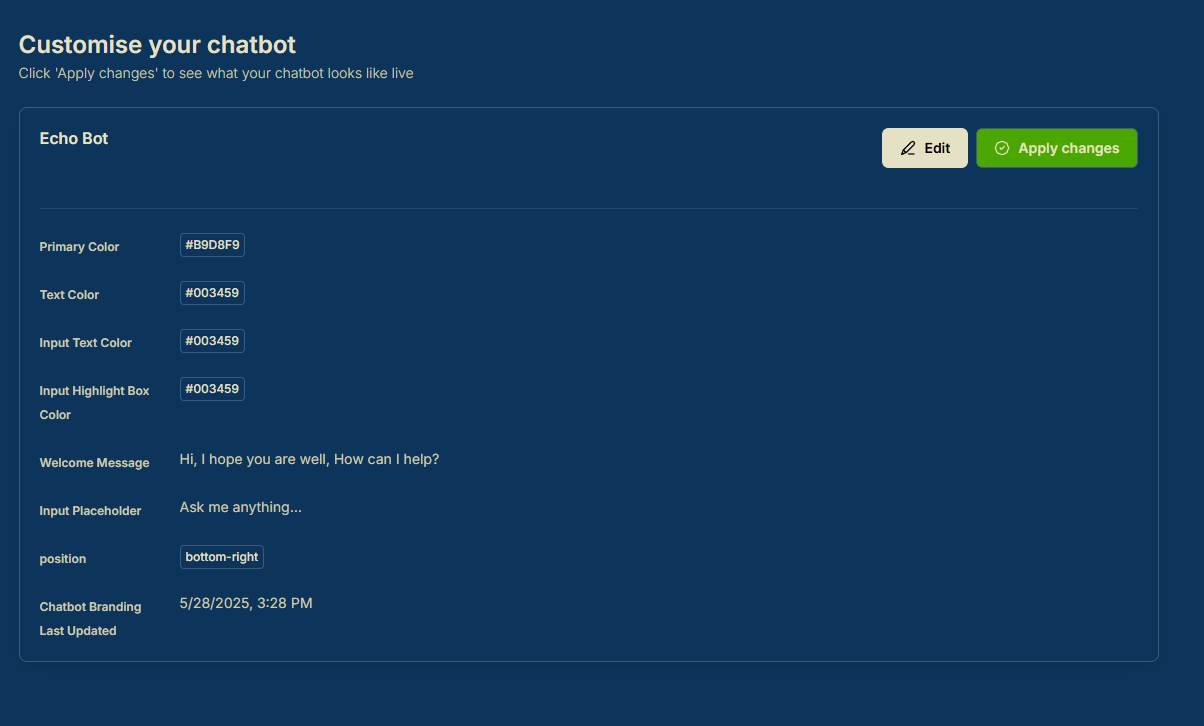 Customise your chatbot
Click 'Apply changes' to see what your chatbot looks like live
Echo Bot
Edit
Apply changes
Primary Color
#B9D8F9
Text Color
#003459
Input Text Color
#003459
Input Highlight Box
Color
#003459
Welcome Message
Hi, I hope you are well, How can I help?
Input Placeholder
Ask me anything...
position
bottom-right
Chatbot Branding
Last Updated
5/28/2025, 3:28 PM